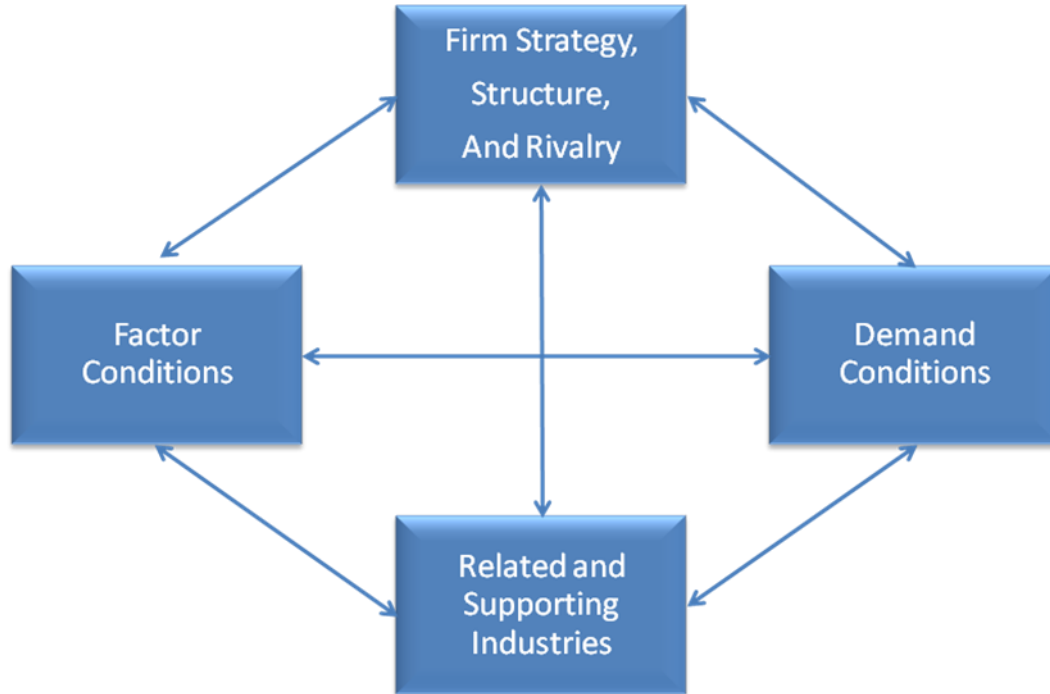 Firm Strategy,
Structure,
And Rivalry
Factor
Conditions
Demand
Conditions
Related and
Supporting
Industries